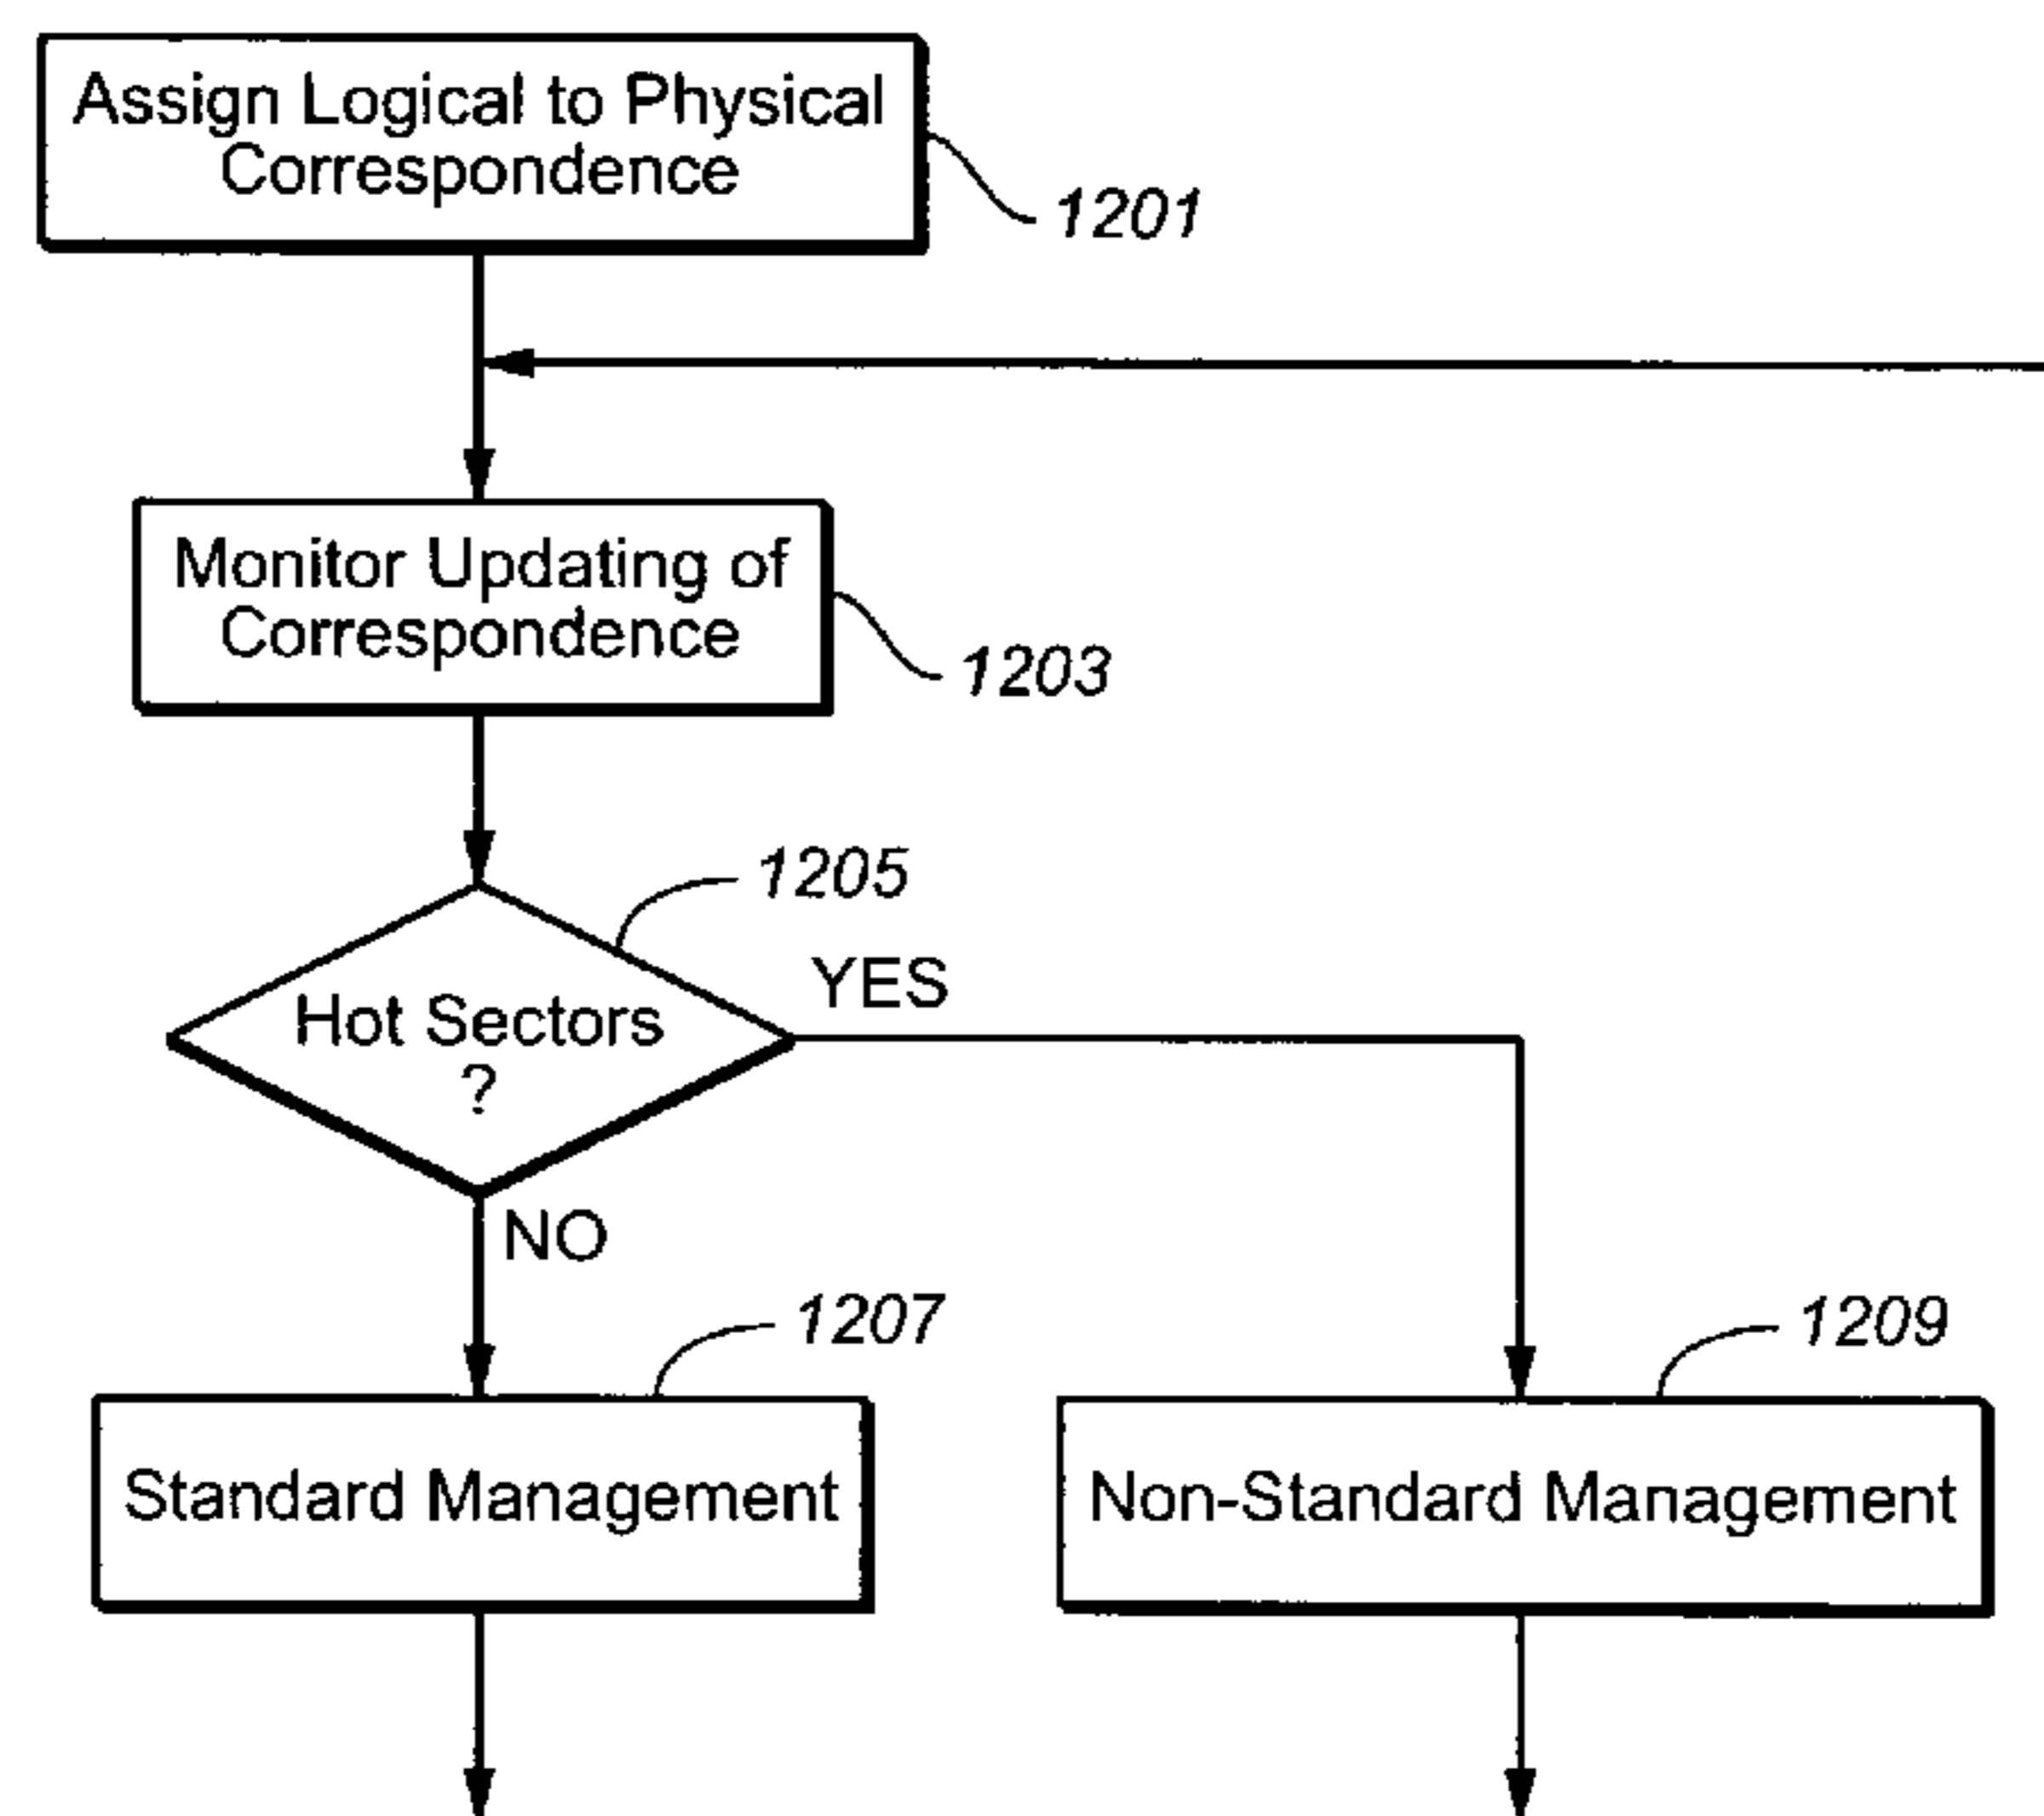 Assign Logical to Physical
Correspondence
1201
Monitor Updating of
Correspondence
1203
1205
Hot Sectors
?
YES
NO
1207
1209
Standard Management
Non-Standard Management